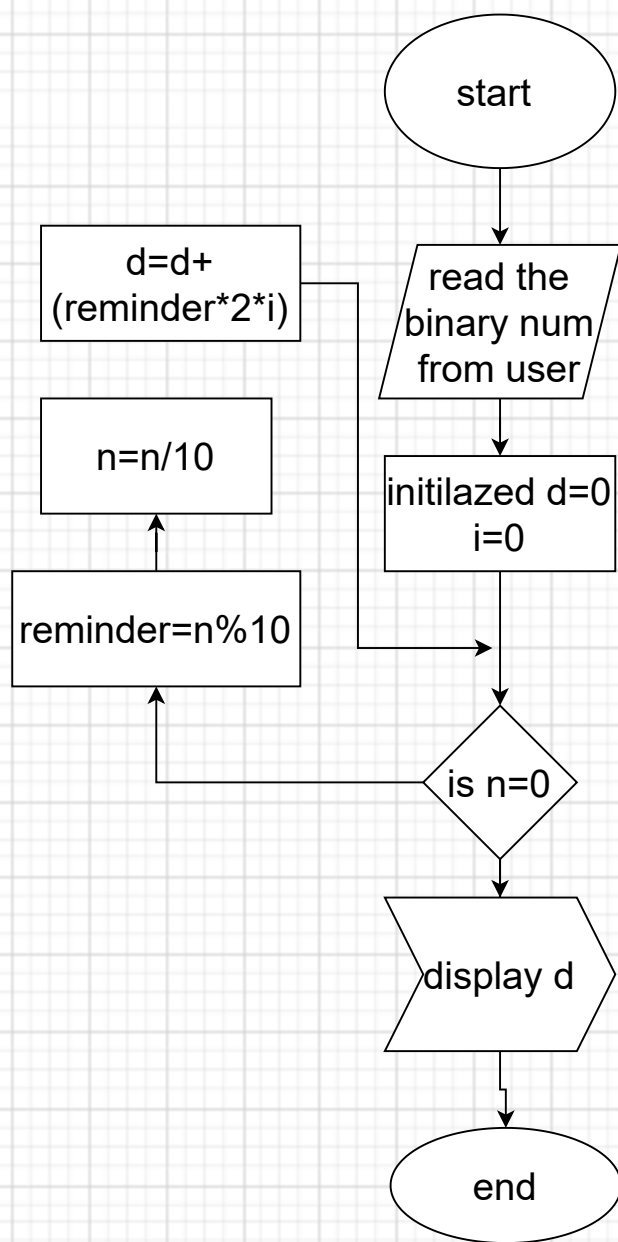 start
read the
binary num
from user
initilazed d=0
i=0
is n=0
reminder=n%10
n=n/10
d=d+
(reminder*2*i)
display d
end